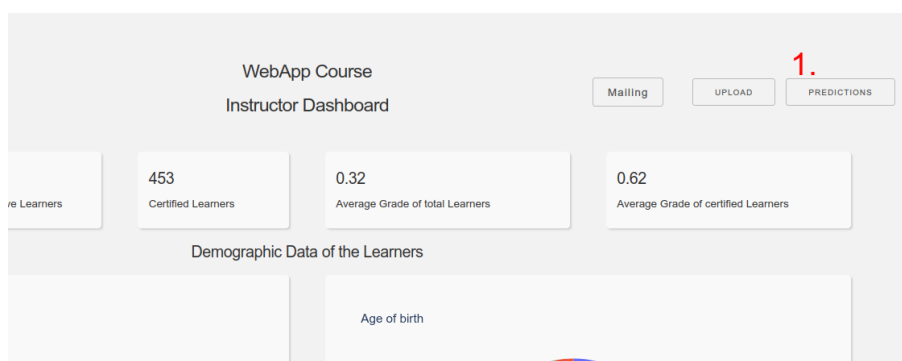 WebApp Course
Instructor Dashboard
1.
Mailing
UPLOAD
PREDICTIONS
Learners
453
Certified Learners
0.32
Average Grade of total Learners
0.62
Average Grade of certified Learners
Demographic Data of the Learners
Age of birth